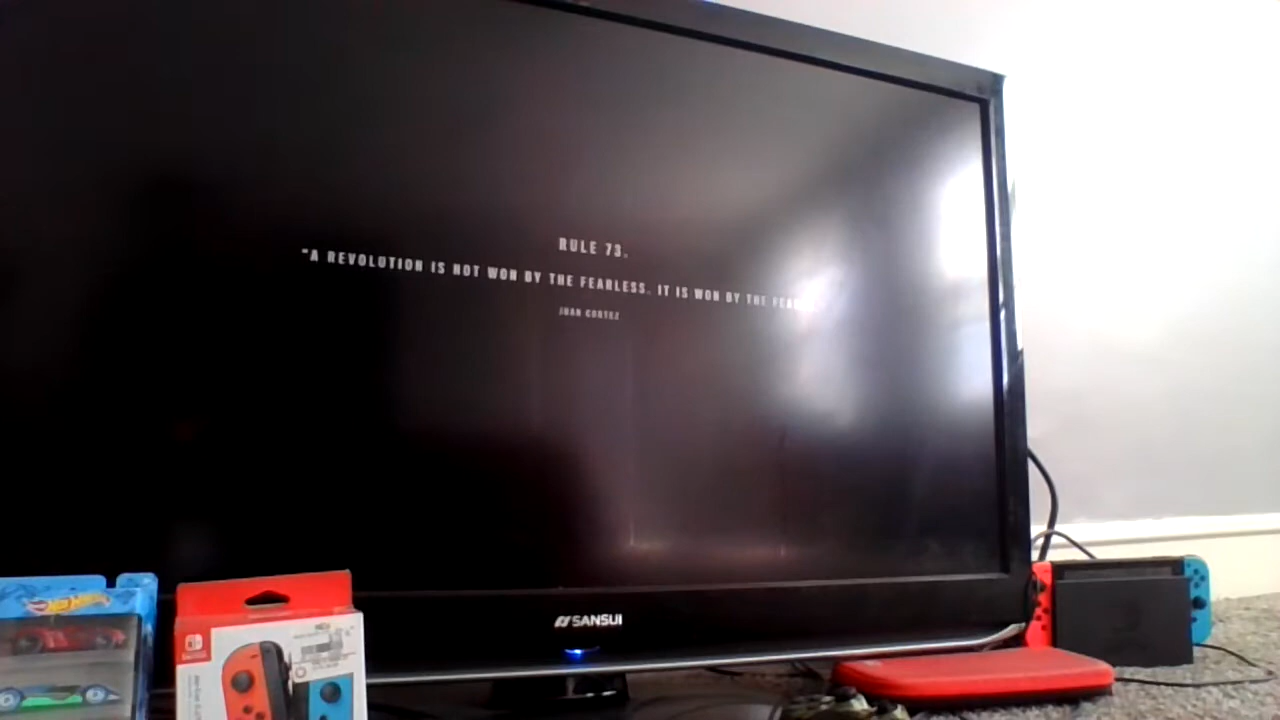 RULE 73.
"A REVOLUTION IS NOT WON BY THE FEARLESS. IT IS WON BY THE
JUAN CORTEZ
SANSUI
Hot Wheels